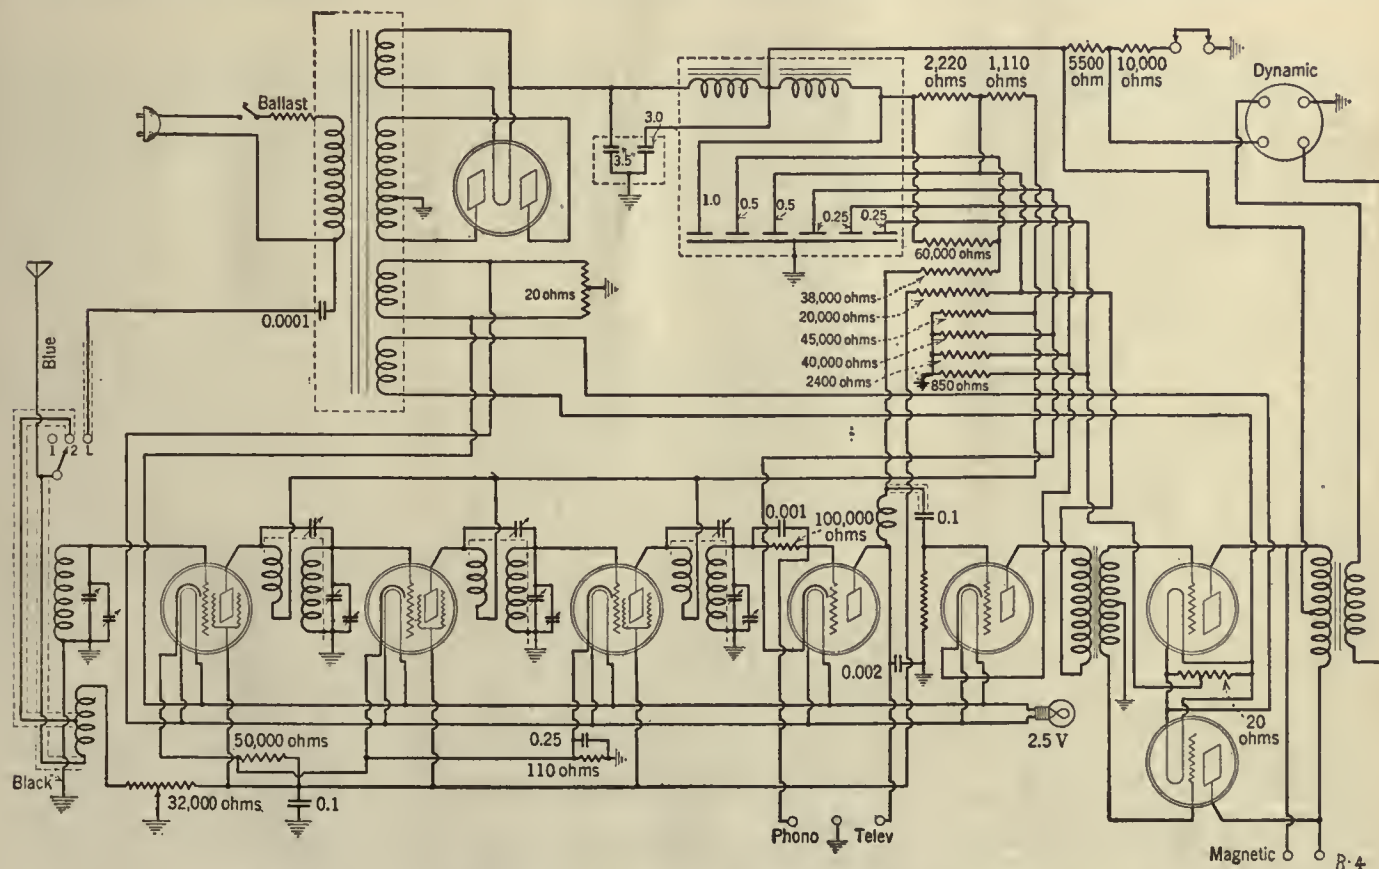 Ballast
2,220
ohms
1,110
ohms
5500
ohm
10,000
ohms
Dynamic
3.0
3.5
1.0
0.5
0.5
0.25
0.25
60,000 ohms
20 ohms
38,000 ohms
20,000 ohms
45,000 ohms
40,000 ohms
2400 ohms
850 ohms
0.0001
Blue
1 2 L
0.001
100,000
ohms
0.1
0.002
50,000 ohms
0.25
110 ohms
2.5 V
20
ohms
Black
32,000 ohms.
0.1
Phono
Telev
Magnetic
R-4